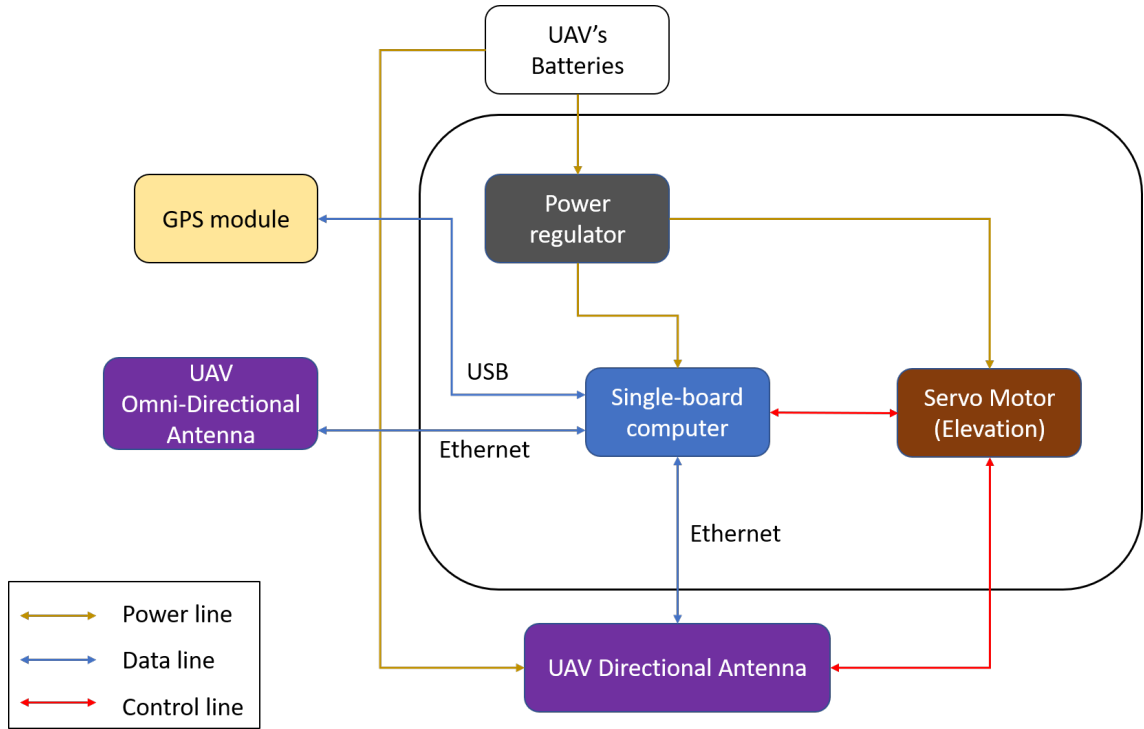 UAV's
Batteries
GPS module
Power
regulator
USB
UAV
Omni-Directional
Antenna
Single-board
computer
Servo Motor
(Elevation)
Ethernet
Ethernet
Power line
Data line
Control line
UAV Directional Antenna